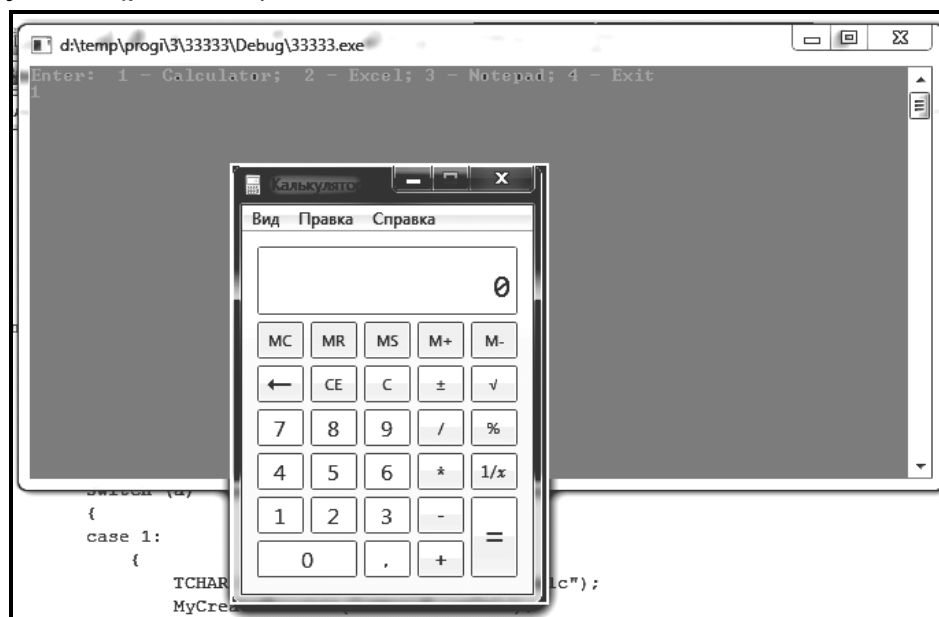 d:\temp\progi\3\33333\Debug\33333.exe
Enter: 1 - Calculator; 2 - Excel; 3 - Notepad; 4 - Exit
1
Калькулятор
Вид Правка Справка
0
MC MR MS M+ M-
← CE C ± √
7 8 9 / %
4 5 6 * 1/x
1 2 3 - =
0 , +
switch (a)
{
case 1:
{
TCHAR lc");